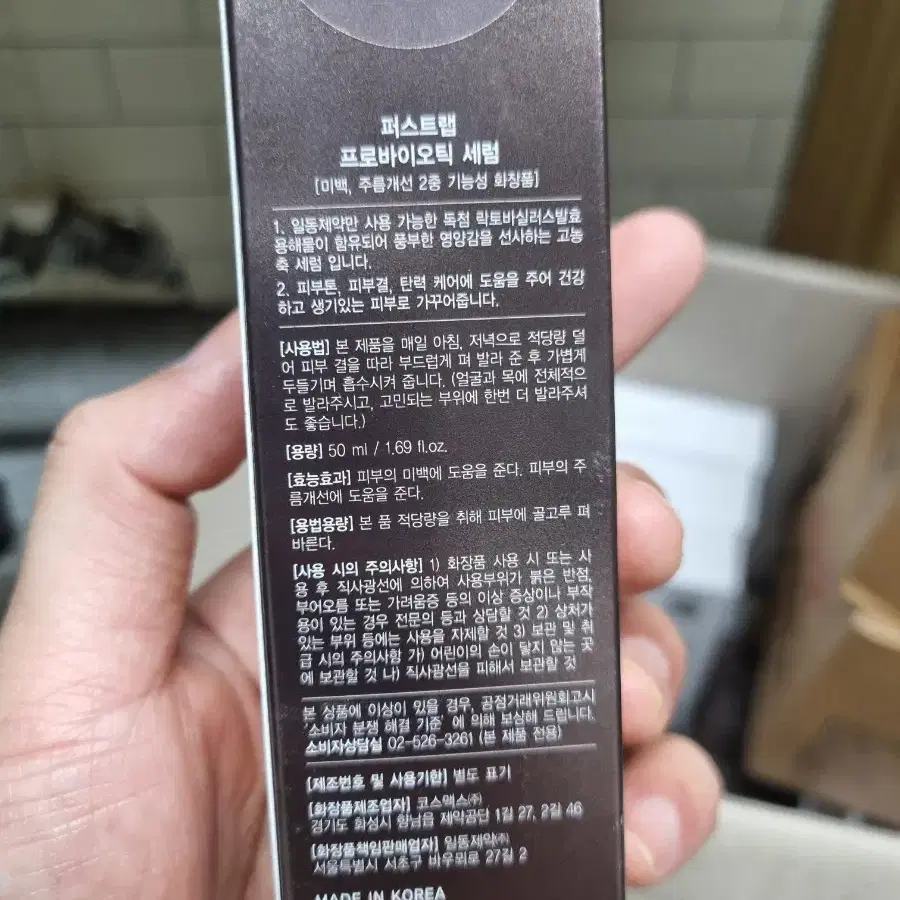 퍼스트랩
프로바이오틱 세럼
[미백, 주름개선 2중 기능성 화장품]
1. 일동제약만 사용 가능한 독점 락토바실러스발효
용해물이 함유되어 풍부한 영양감을 선사하는 고농
축 세럼 입니다.
2. 피부톤, 피부결, 탄력 케어에 도움을 주어 건강
하고 생기있는 피부로 가꾸어줍니다.
[사용법] 본 제품을 매일 아침, 저녁으로 적당량 덜
어 피부 결을 따라 부드럽게 펴 발라 준 후 가볍게
두들기며 흡수시켜 줍니다. (얼굴과 목에 전체적으
로 발라주시고, 고민되는 부위에 한번 더 발라주셔
도 좋습니다.)
[용량] 50 ml / 1.69 fl.oz.
[효능효과] 피부의 미백에 도움을 준다. 피부의 주
름개선에 도움을 준다.
[용법용량] 본 품 적당량을 취해 피부에 골고루 펴
바른다.
[사용 시의 주의사항] 1) 화장품 사용 시 또는 사
용 후 직사광선에 의하여 사용부위가 붉은 반점,
부어오름 또는 가려움증 등의 이상 증상이나 부작
용이 있는 경우 전문의 등과 상담할 것 2) 상처가
있는 부위 등에는 사용을 자제할 것 3) 보관 및 취
급 시의 주의사항 가) 어린이의 손이 닿지 않는 곳
에 보관할 것 나) 직사광선을 피해서 보관할 것
본 상품에 이상이 있을 경우, 공정거래위원회고시
'소비자 분쟁 해결 기준' 에 의해 보상해 드립니다.
소비자상담실 02-526-3261 (본 제품 전용)
[제조번호 및 사용기한] 별도 표기
[화장품제조업자] 코스맥스㈜
경기도 화성시 향남읍 제약공단 1길 27, 2길 46
[화장품책임판매업자] 일동제약㈜
서울특별시 서초구 바우뫼로 27길 2
MADE IN KOREA